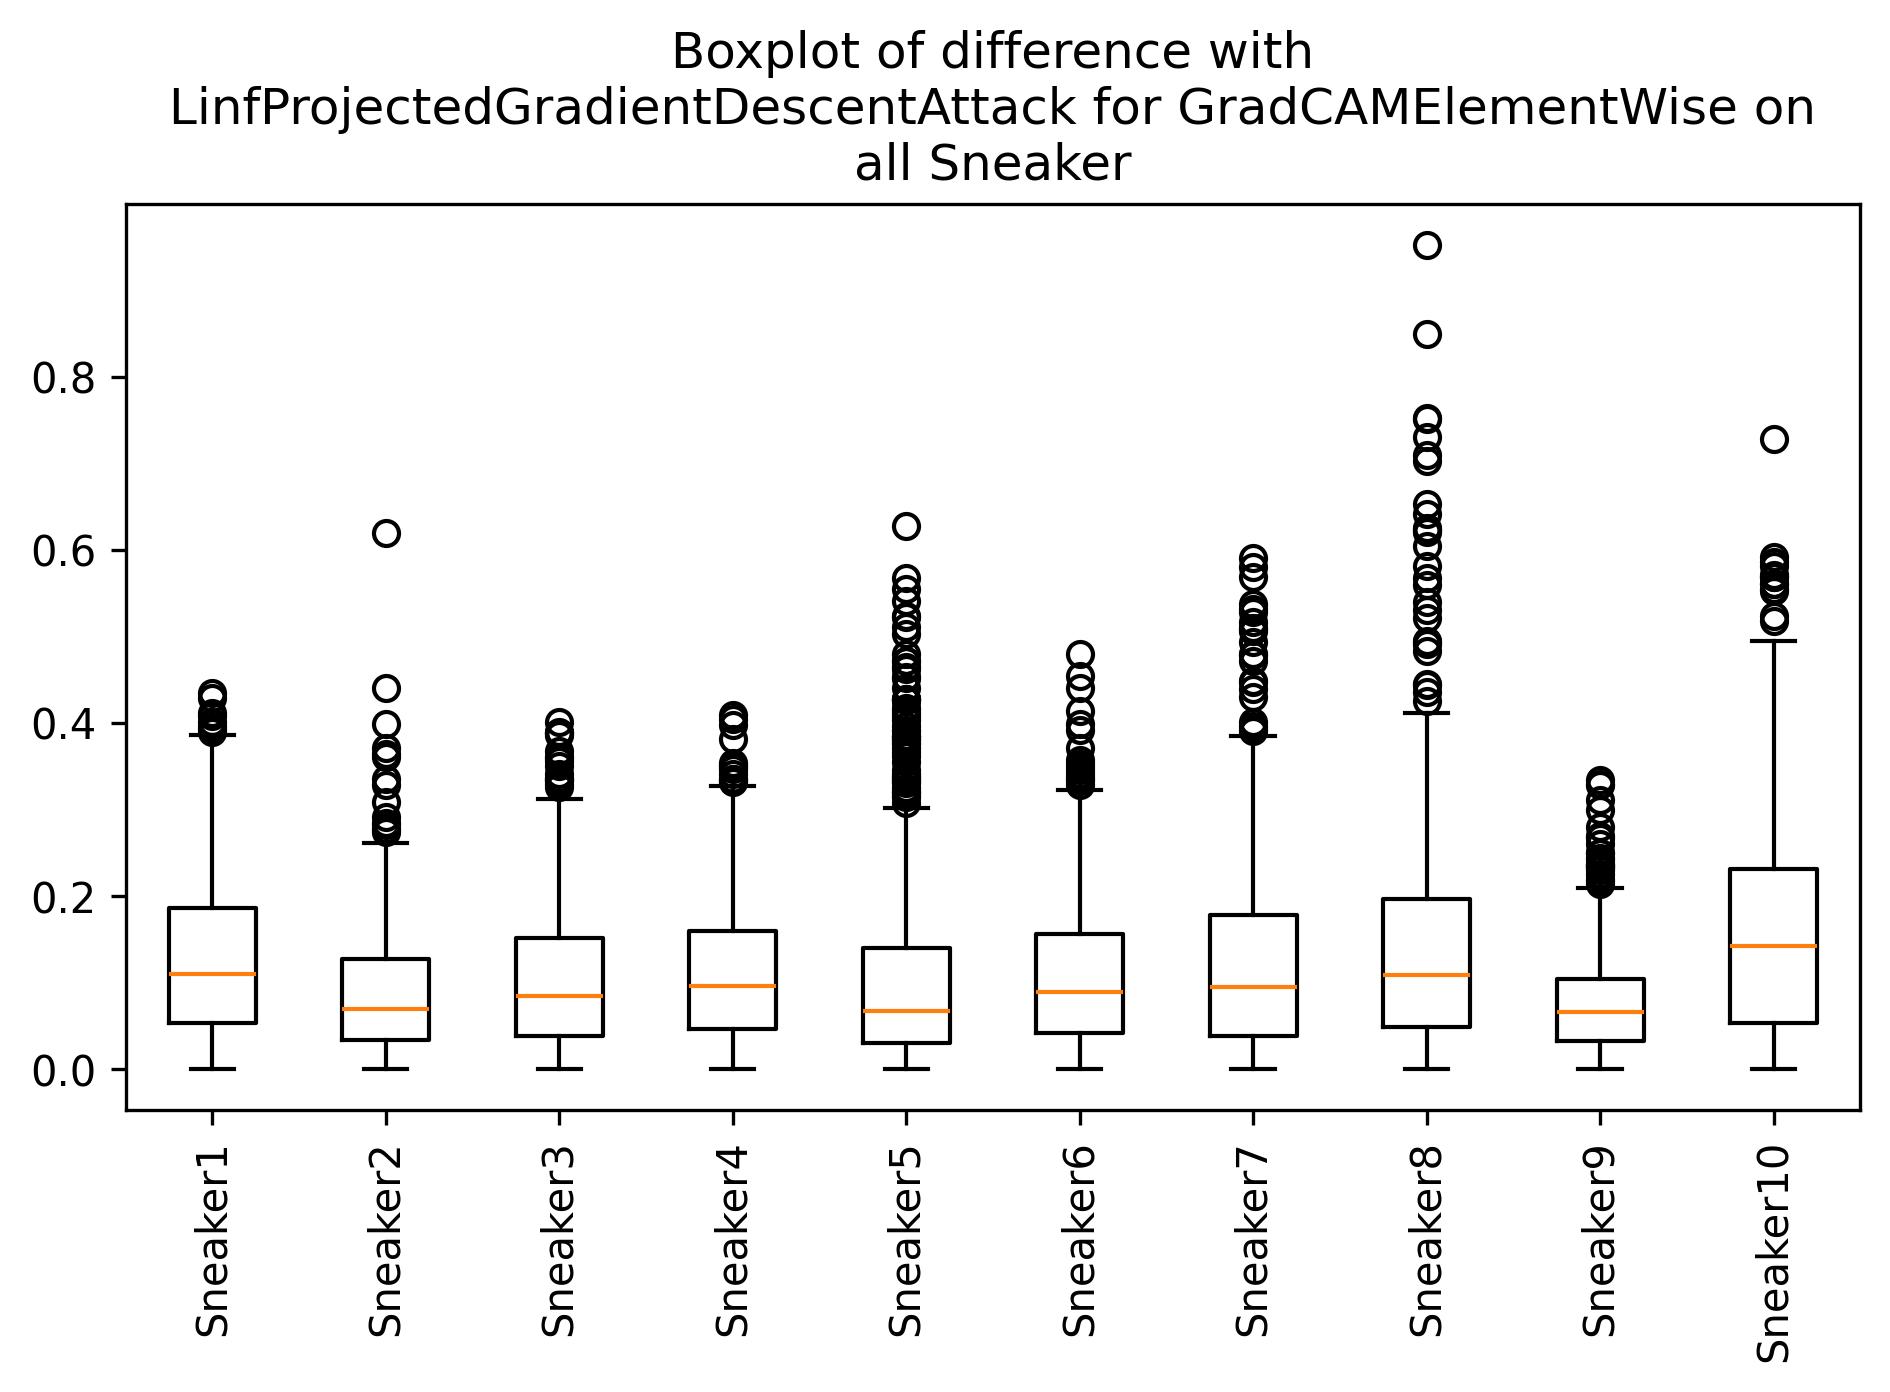 Boxplot of difference with
LinfProjectedGradientDescentAttack for GradCAMElementWise on
all Sneaker
0.8
0.6
0.4
0.2
0.0
Sneaker1
Sneaker2
Sneaker3
Sneaker4
Sneaker5
Sneaker6
Sneaker7
Sneaker8
Sneaker9
Sneaker10